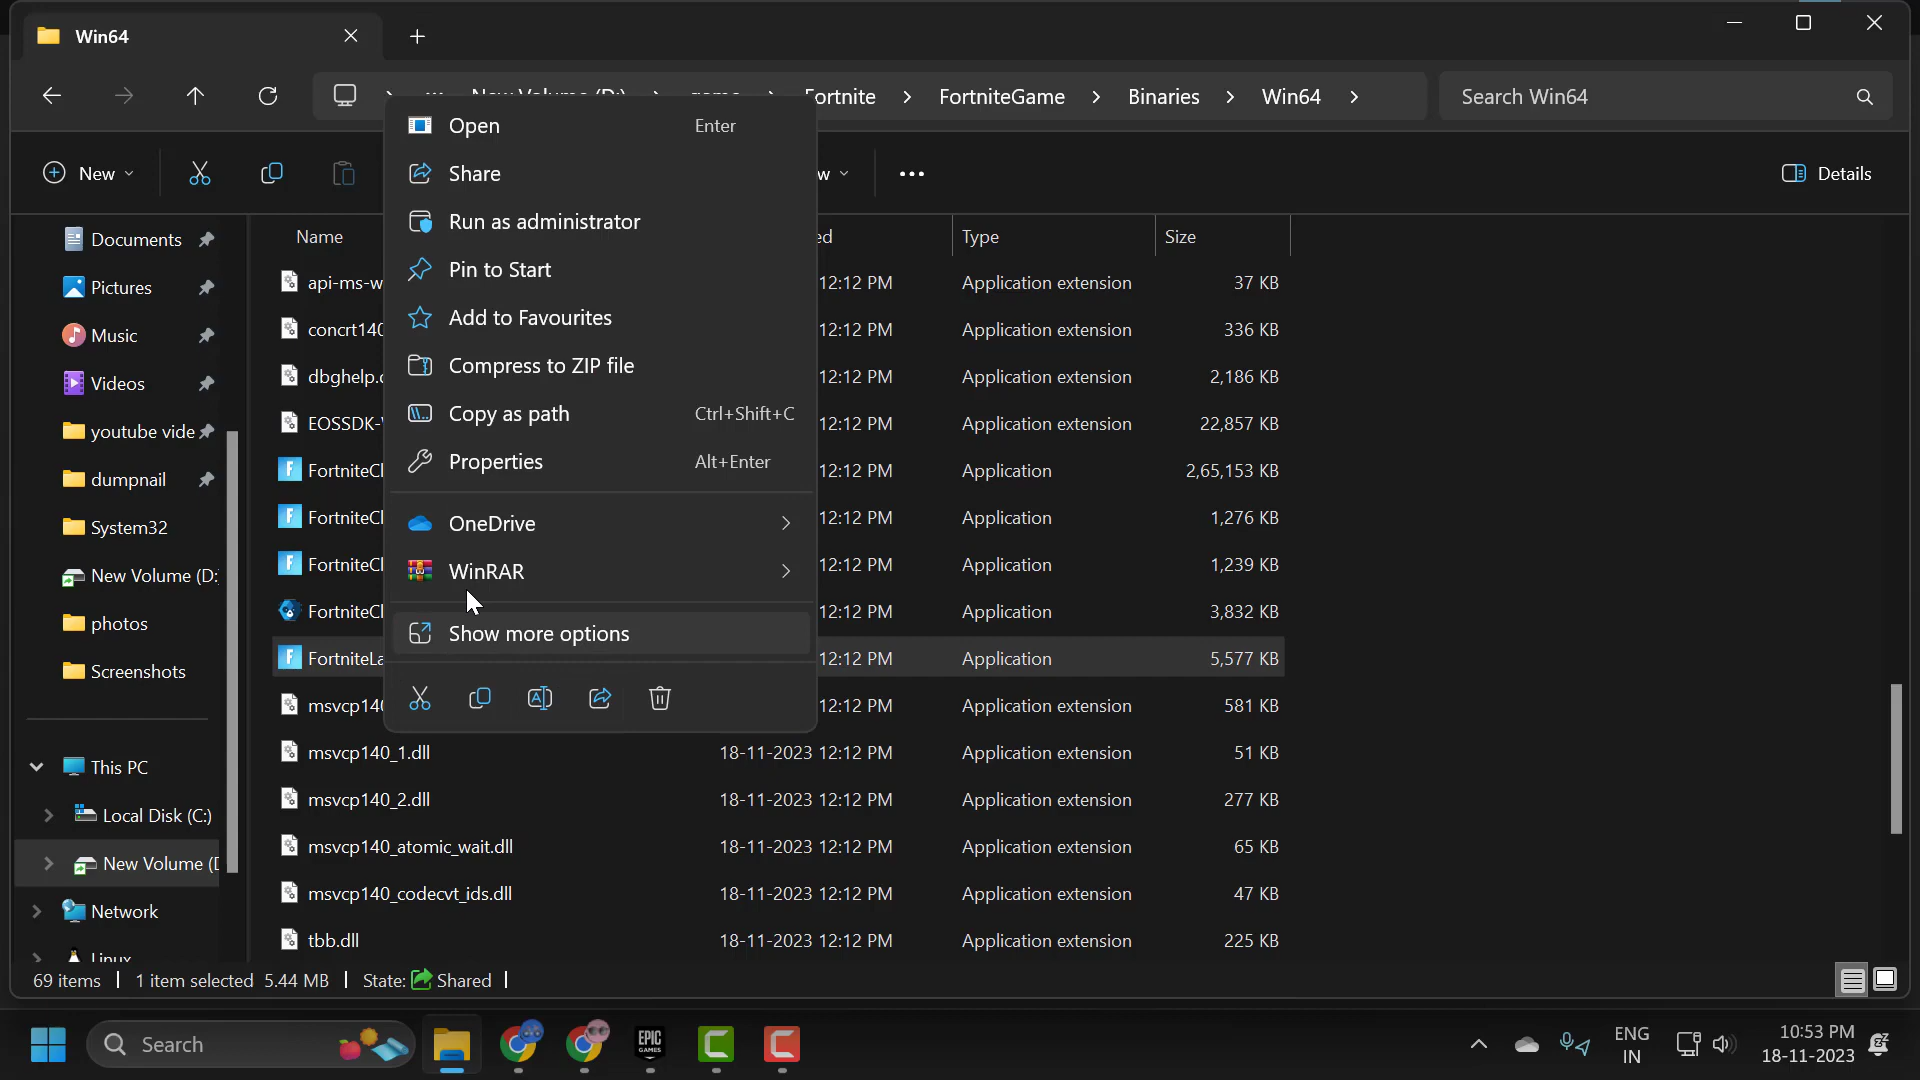 Win64
Fortnite > FortniteGame > Binaries > Win64 >
Search Win64
New
Details
Open Enter
Share
Run as administrator
Pin to Start
Add to Favourites
Compress to ZIP file
Copy as path Ctrl+Shift+C
Properties Alt+Enter
OneDrive
WinRAR
Show more options
Documents
Pictures
Music
Videos
youtube vide
dumpnail
System32
New Volume (D:
photos
Screenshots
This PC
Local Disk (C:)
New Volume (D
Network
Linux
Name Type Size
api-ms-w 12:12 PM Application extension 37 KB
concrt140 12:12 PM Application extension 336 KB
dbghelp. 12:12 PM Application extension 2,186 KB
EOSSDK- 12:12 PM Application extension 22,857 KB
FortniteCl 12:12 PM Application 2,65,153 KB
FortniteCl 12:12 PM Application 1,276 KB
FortniteCl 12:12 PM Application 1,239 KB
FortniteCl 12:12 PM Application 3,832 KB
FortniteLa 12:12 PM Application 5,577 KB
msvcp140 12:12 PM Application extension 581 KB
msvcp140_1.dll 18-11-2023 12:12 PM Application extension 51 KB
msvcp140_2.dll 18-11-2023 12:12 PM Application extension 277 KB
msvcp140_atomic_wait.dll 18-11-2023 12:12 PM Application extension 65 KB
msvcp140_codecvt_ids.dll 18-11-2023 12:12 PM Application extension 47 KB
tbb.dll 18-11-2023 12:12 PM Application extension 225 KB
69 items 1 item selected 5.44 MB State: Shared
Search
EPIC GAMES
ENG
IN
10:53 PM
18-11-2023